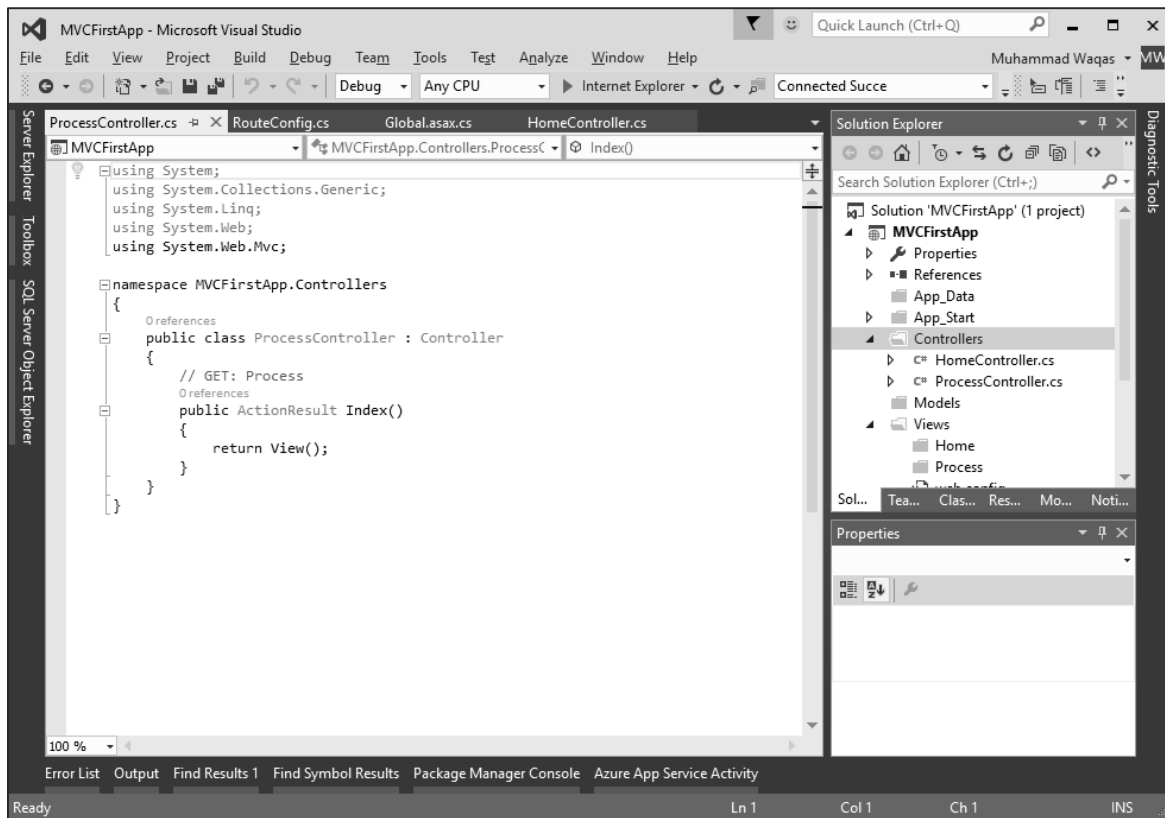 MVCFirstApp - Microsoft Visual Studio
Quick Launch (Ctrl+Q)
File Edit View Project Build Debug Team Tools Test Analyze Window Help
Muhammad Waqas
MW
Debug Any CPU Internet Explorer Connected Succe
Server Explorer
Toolbox
SQL Server Object Explorer
ProcessController.cs RouteConfig.cs Global.asax.cs HomeController.cs
MVCFirstApp MVCFirstApp.Controllers.ProcessC Index()
using System;
using System.Collections.Generic;
using System.Linq;
using System.Web;
using System.Web.Mvc;
namespace MVCFirstApp.Controllers
{
0 references
public class ProcessController : Controller
{
// GET: Process
0 references
public ActionResult Index()
{
return View();
}
}
}
100 %
Solution Explorer
Search Solution Explorer (Ctrl+;)
Solution 'MVCFirstApp' (1 project)
MVCFirstApp
Properties
References
App_Data
App_Start
Controllers
C# HomeController.cs
C# ProcessController.cs
Models
Views
Home
Process
web.config
Sol... Tea... Clas... Res... Mo... Noti...
Properties
Diagnostic Tools
Error List Output Find Results 1 Find Symbol Results Package Manager Console Azure App Service Activity
Ready Ln 1 Col 1 Ch 1 INS